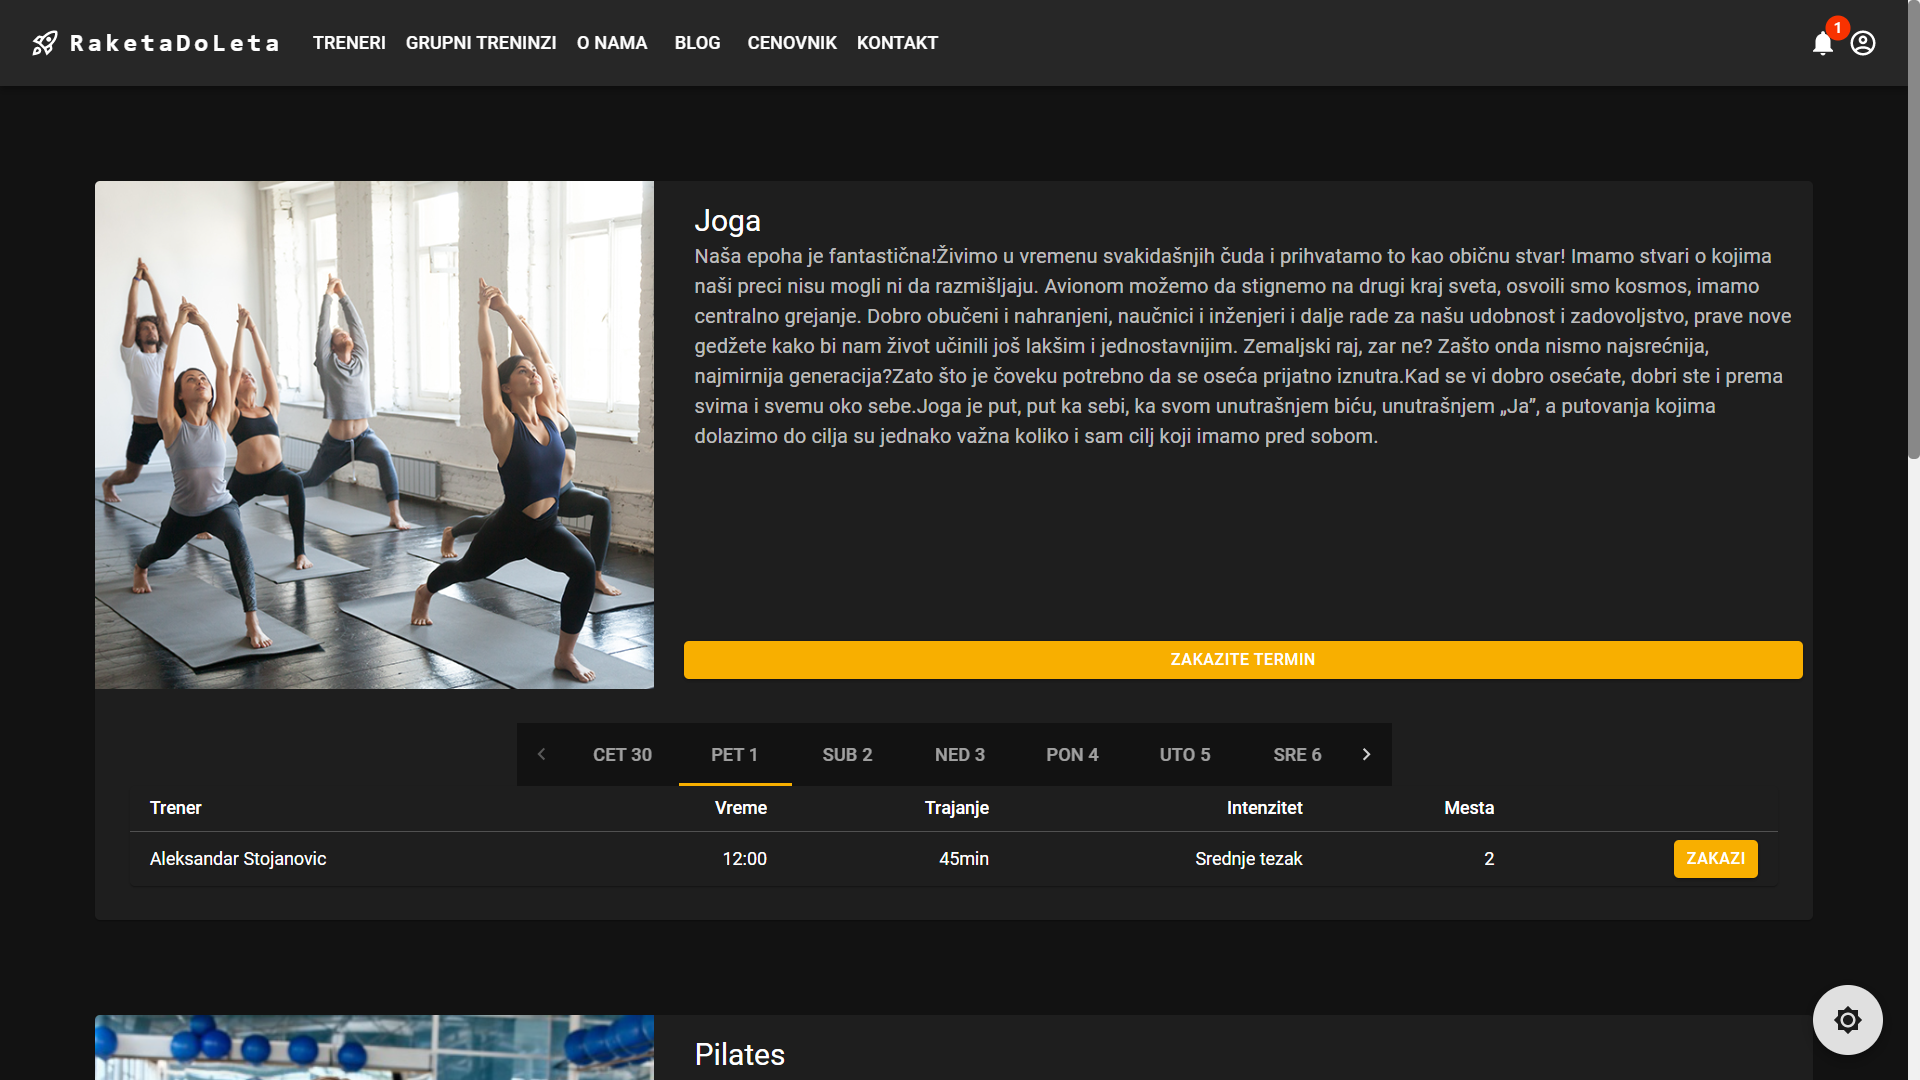 RaketaDoLeta TRENERI GRUPNI TRENINZI O NAMA BLOG CENOVNIK KONTAKT 1
Joga
Naša epoha je fantastična!Živimo u vremenu svakidašnjih čuda i prihvatamo to kao običnu stvar! Imamo stvari o kojima
naši preci nisu mogli ni da razmišljaju. Avionom možemo da stignemo na drugi kraj sveta, osvoili smo kosmos, imamo
centralno grejanje. Dobro obučeni i nahranjeni, naučnici i inženjeri i dalje rade za našu udobnost i zadovoljstvo, prave nove
gedžete kako bi nam život učinili još lakšim i jednostavnijim. Zemaljski raj, zar ne? Zašto onda nismo najsrećnija,
najmirnija generacija?Zato što je čoveku potrebno da se oseća prijatno iznutra.Kad se vi dobro osećate, dobri ste i prema
svima i svemu oko sebe.Joga je put, put ka sebi, ka svom unutrašnjem biću, unutrašnjem „Ja”, a putovanja kojima
dolazimo do cilja su jednako važna koliko i sam cilj koji imamo pred sobom.
ZAKAZITE TERMIN
CET 30 PET 1 SUB 2 NED 3 PON 4 UTO 5 SRE 6
Trener Vreme Trajanje Intenzitet Mesta
Aleksandar Stojanovic 12:00 45min Srednje tezak 2 ZAKAZI
Pilates